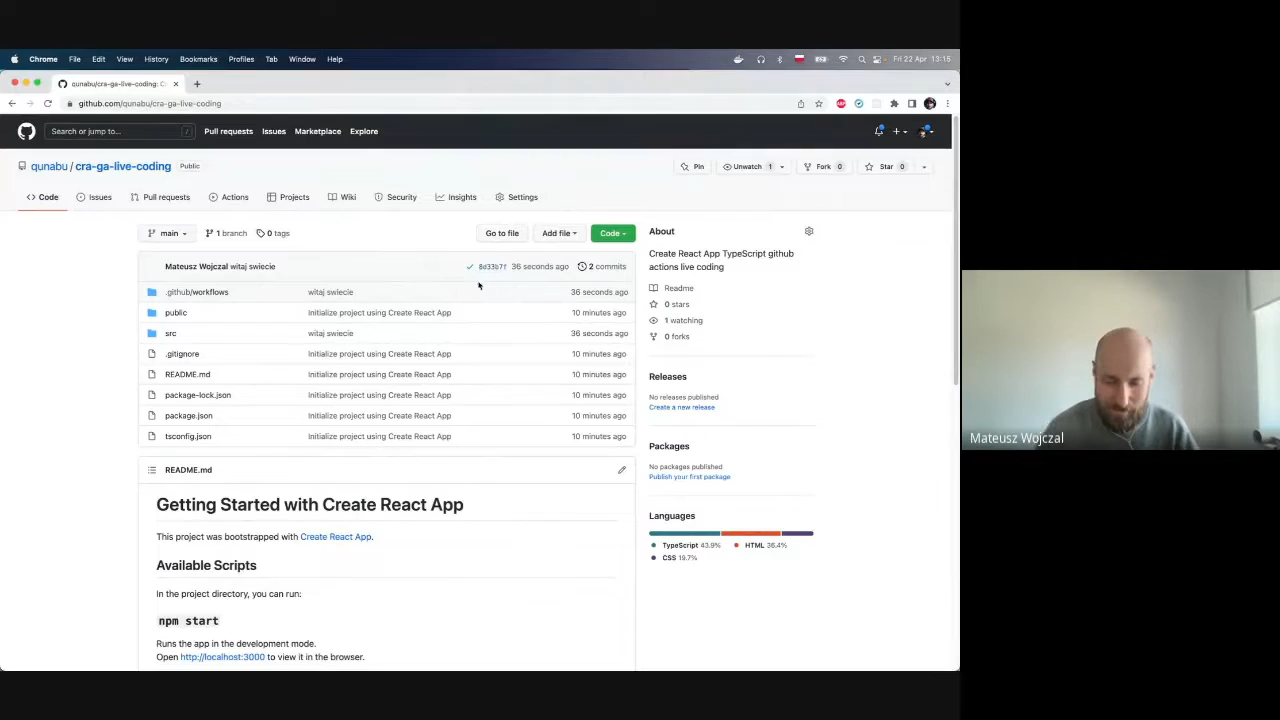 Chrome File Edit View History Bookmarks Profiles Tab Window Help Fri 22 Apr 13:15
qunabu/cra-ga-live-coding: C
github.com/qunabu/cra-ga-live-coding
Search or jump to... / Pull requests Issues Marketplace Explore
qunabu / cra-ga-live-coding Public Pin Unwatch 1 Fork 0 Star 0
Code Issues Pull requests Actions Projects Wiki Security Insights Settings
main 1 branch 0 tags Go to file Add file Code
Mateusz Wojczal witaj swiecie 8d33b7f 36 seconds ago 2 commits
.github/workflows witaj swiecie 36 seconds ago
public Initialize project using Create React App 10 minutes ago
src witaj swiecie 36 seconds ago
.gitignore Initialize project using Create React App 10 minutes ago
README.md Initialize project using Create React App 10 minutes ago
package-lock.json Initialize project using Create React App 10 minutes ago
package.json Initialize project using Create React App 10 minutes ago
tsconfig.json Initialize project using Create React App 10 minutes ago
README.md
Getting Started with Create React App
This project was bootstrapped with Create React App.
Available Scripts
In the project directory, you can run:
npm start
Runs the app in the development mode.
Open http://localhost:3000 to view it in the browser.
About
Create React App TypeScript github
actions live coding
Readme
0 stars
1 watching
0 forks
Releases
No releases published
Create a new release
Packages
No packages published
Publish your first package
Languages
TypeScript 43.9% HTML 36.4%
CSS 19.7%
Mateusz Wojczal